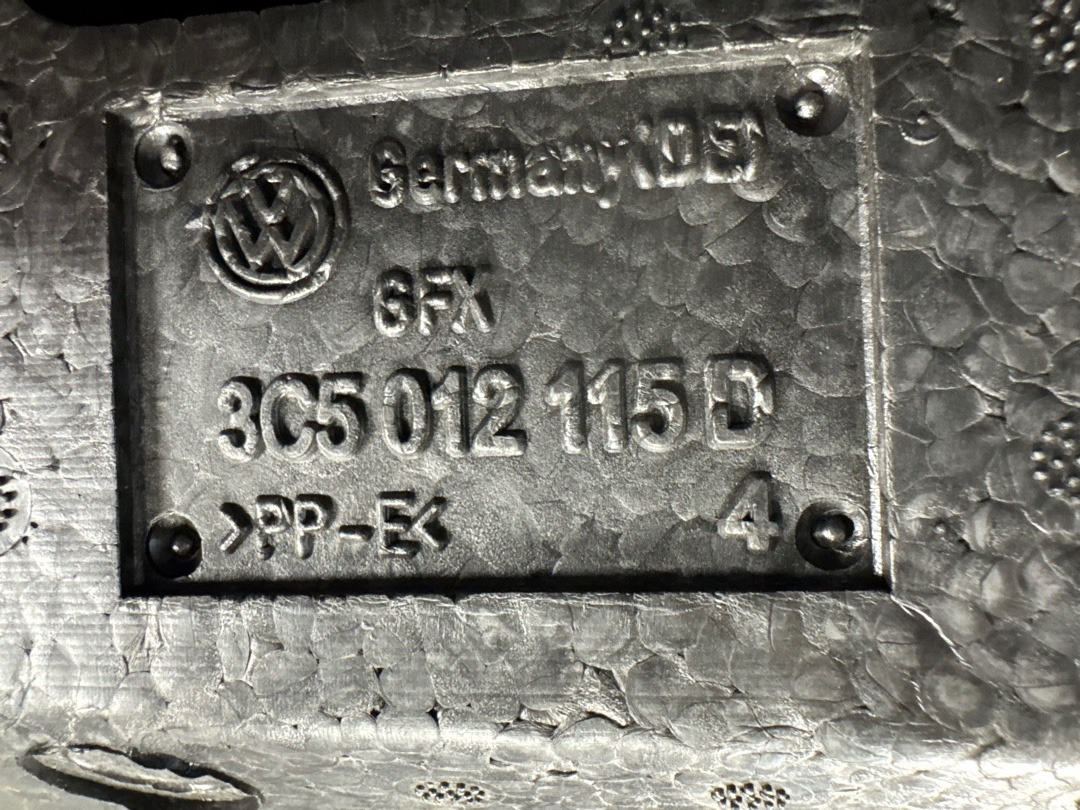 Germany(DE)
GFX
3C5 012 115 D
>PP-E<
4